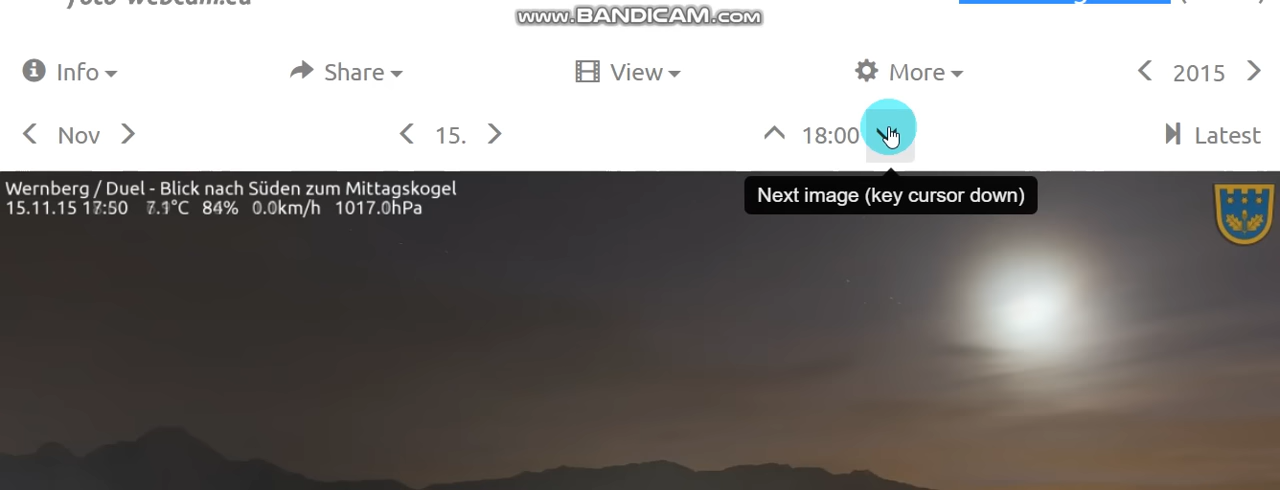 foto-webcam.eu
www.BANDICAM.com
Info
Share
View
More
2015
Nov
15.
18:00
Latest
Next image (key cursor down)
Wernberg / Duel - Blick nach Süden zum Mittagskogel
15.11.15 17:50 °C 84% 0.0km/h 1017.0hPa